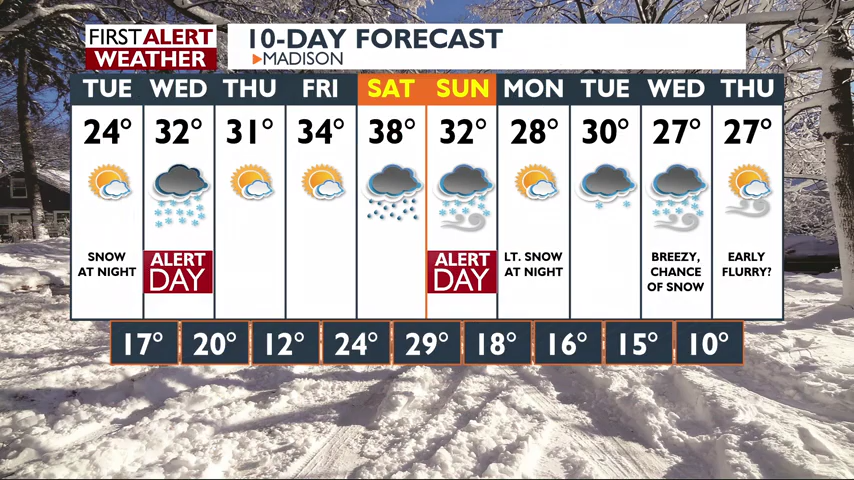 FIRST ALERT
WEATHER
10-DAY FORECAST
MADISON
TUE WED THU FRI SAT SUN MON TUE WED THU
24° 32° 31° 34° 38° 32° 28° 30° 27° 27°
SNOW
AT NIGHT
ALERT
DAY
ALERT
DAY
LT. SNOW
AT NIGHT
BREEZY,
CHANCE
OF SNOW
EARLY
FLURRY?
17° 20° 12° 24° 29° 18° 16° 15° 10°